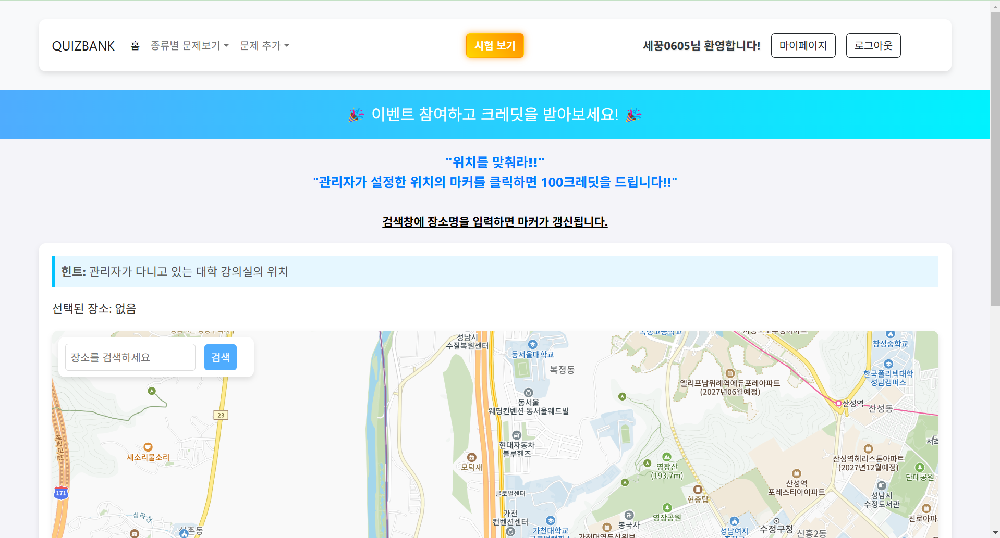 QUIZBANK 홈 종류별 문제보기 문제 추가 시험 보기 세꿍0605님 환영합니다! 마이페이지 로그아웃
🎉 이벤트 참여하고 크레딧을 받아보세요! 🎉
"위치를 맞춰라!!"
"관리자가 설정한 위치의 마커를 클릭하면 100크레딧을 드립니다!!"
검색창에 장소명을 입력하면 마커가 갱신됩니다.
힌트: 관리자가 다니고 있는 대학 강의실의 위치
선택된 장소: 없음
장소를 검색하세요 검색
성남시
수질복원센터
동서울대학교
복정동
복정고등학교
창성중학교
한국폴리텍대학
성남캠퍼스
엘리프남위례역에듀포레아파트
(2027년06월예정)
동서울
웨딩컨벤션 동서울웨드빌
산성역
산성동
23
세곡터널
현대자동차
블루핸즈
새소리물소리
모덕재
영장산
(193.7m)
산성역헤리스톤아파트
(2027년12월예정)
단대공원
산성역
포레스티아아파트
171
글로벌센터
현충탑
성남시
수정도서관
심곡천
가천
컨벤션센터
영장공원
봉국사
진로아파
수정구청
신흥2동
가천대학교
성남여자
촌동